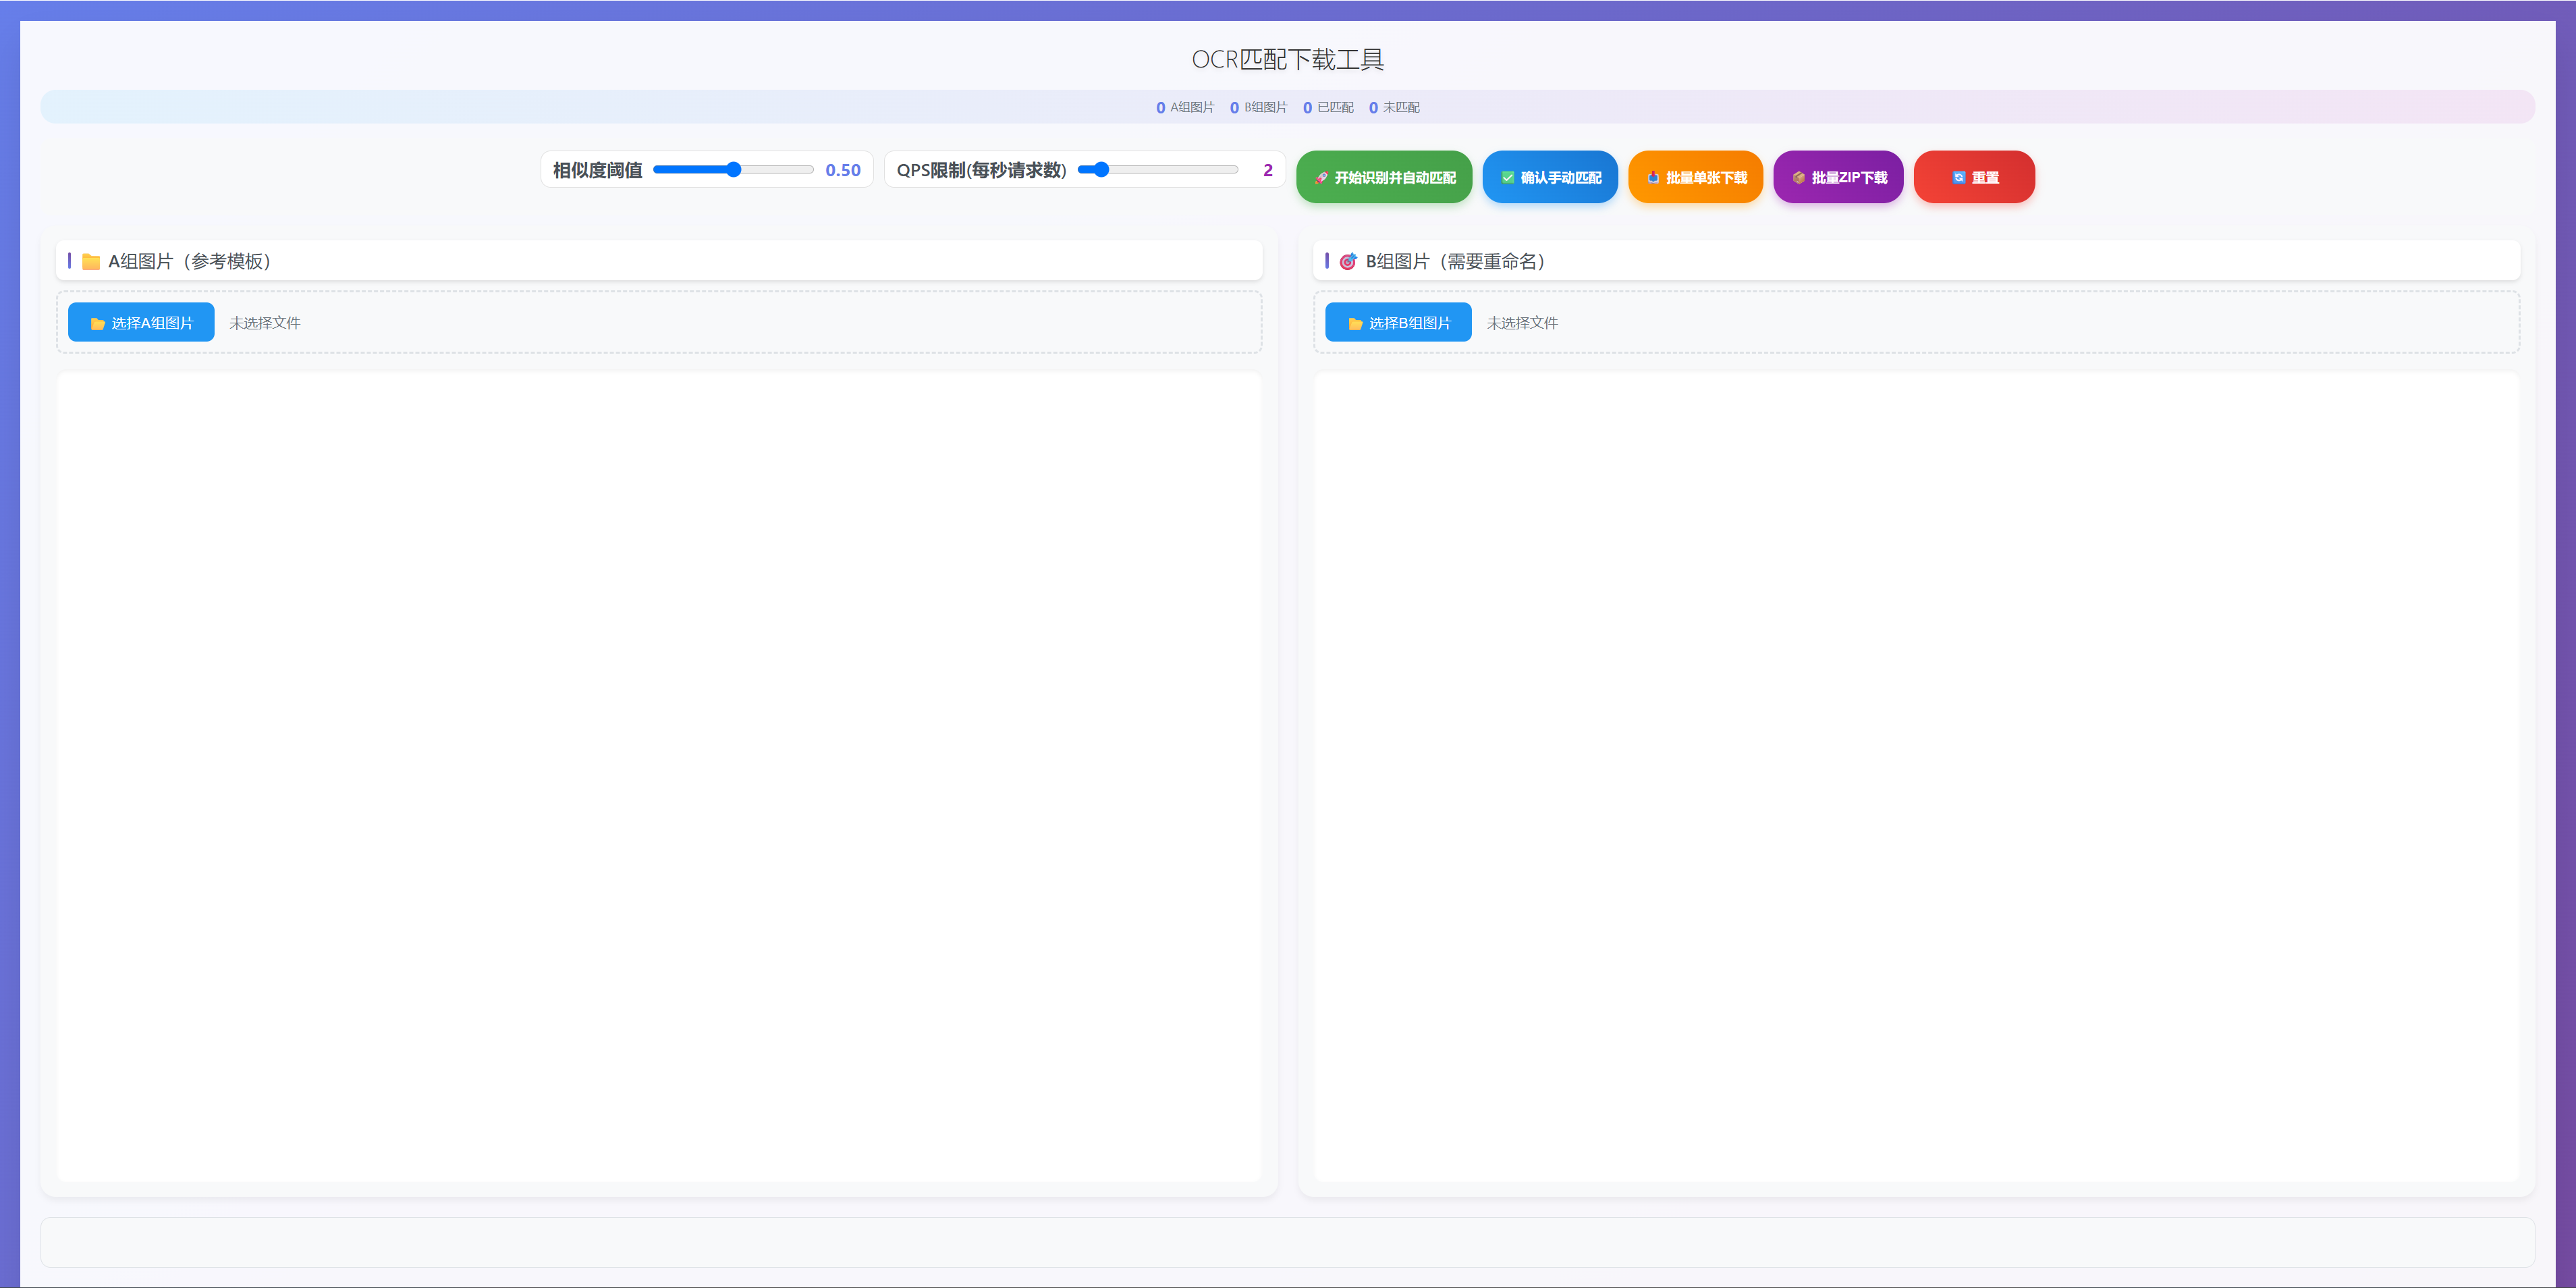 OCR匹配下载工具
0 A组图片 0 B组图片 0 已匹配 0 未匹配
相似度阈值 0.50 QPS限制(每秒请求数) 2 开始识别并自动匹配 确认手动匹配 批量单张下载 批量ZIP下载 重置
A组图片（参考模板）
选择A组图片 未选择文件
B组图片（需要重命名）
选择B组图片 未选择文件